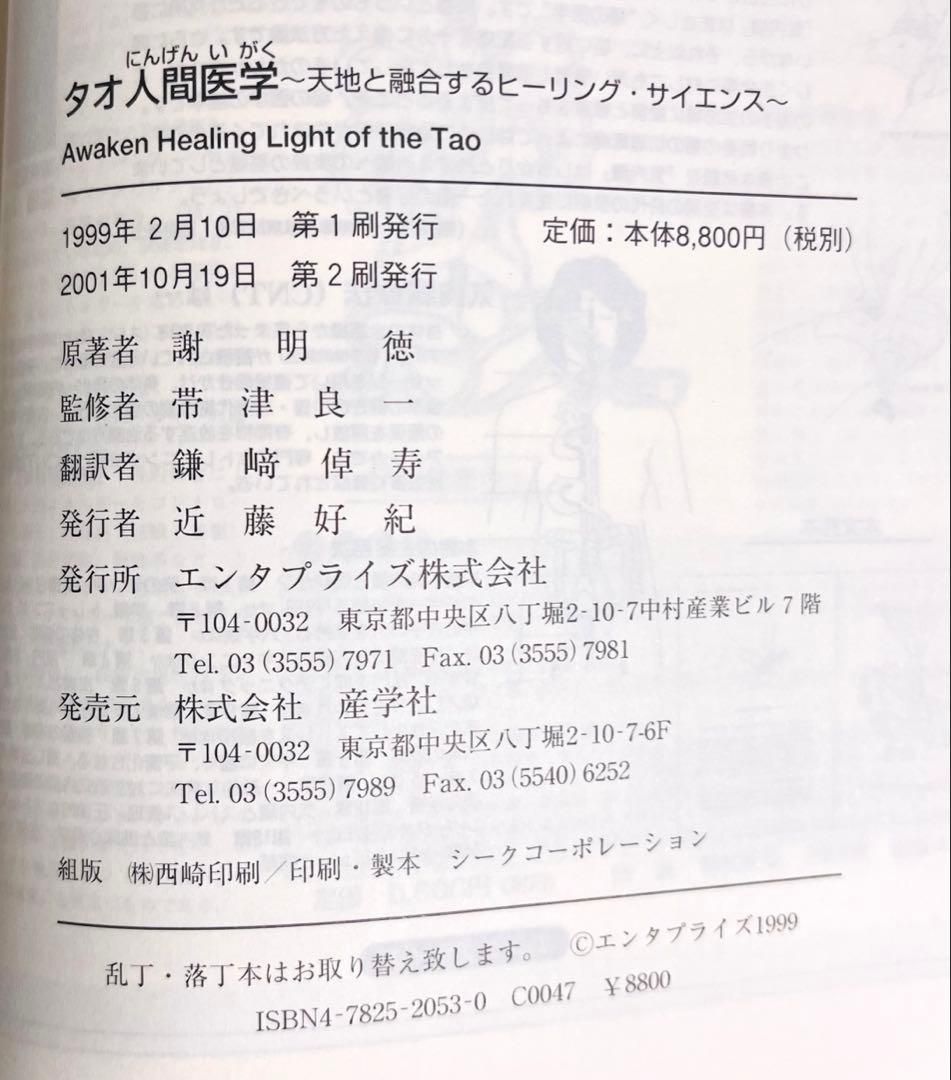 にんげん い がく
タオ人間医学～天地と融合するヒーリング・サイエンス～
Awaken Healing Light of the Tao
1999年 2月10日 第1刷発行 定価：本体8,800円（税別）
2001年10月19日 第2刷発行
原著者 謝明徳
監修者 帯津良一
翻訳者 鎌﨑倬寿
発行者 近藤好紀
発行所 エンタプライズ株式会社
〒104-0032 東京都中央区八丁堀2-10-7中村産業ビル7階
Tel. 03 (3555) 7971 Fax. 03 (3555) 7981
発売元 株式会社 産学社
〒104-0032 東京都中央区八丁堀2-10-7-6F
Tel. 03 (3555) 7989 Fax. 03 (5540) 6252
組版 ㈱西崎印刷／印刷・製本 シークコーポレーション
乱丁・落丁本はお取り替え致します。 ©エンタプライズ1999
ISBN4-7825-2053-0 C0047 ￥8800